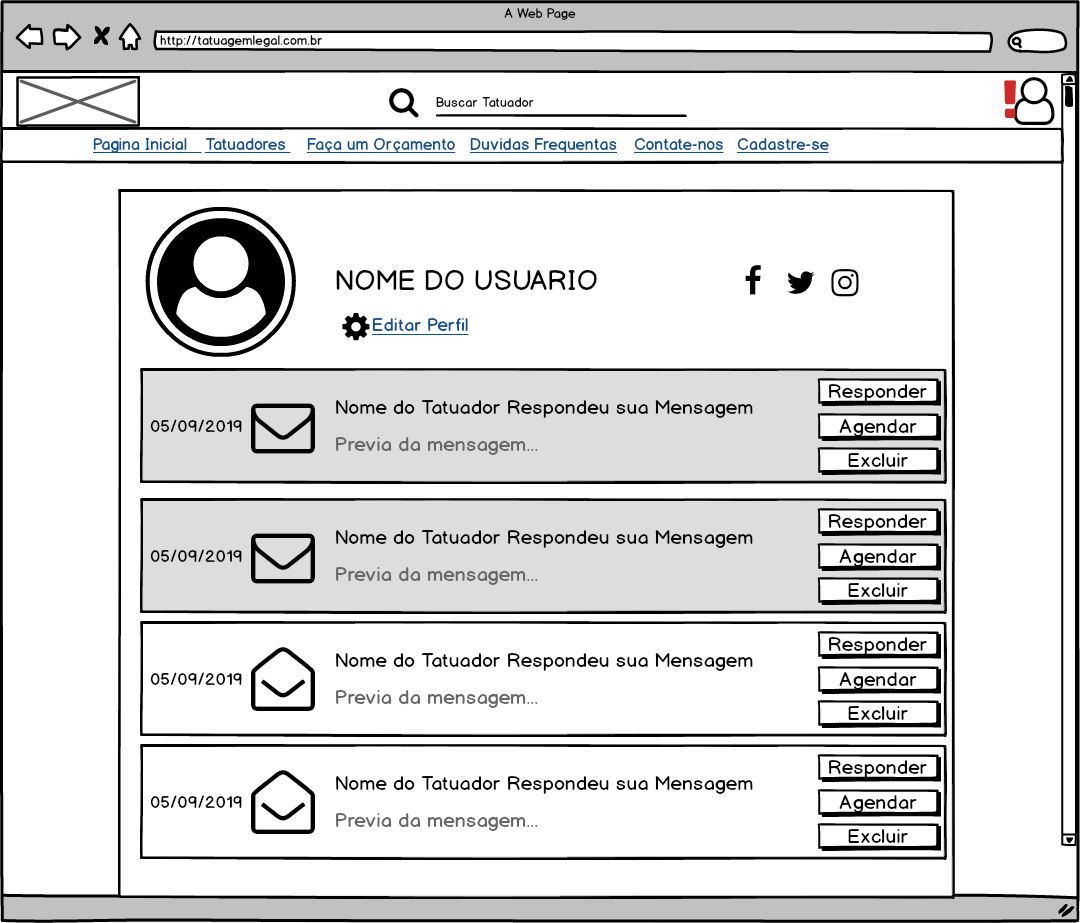 A Web Page
http://tatuagemlegal.com.br
Buscar Tatuador
Pagina Inicial Tatuadores Faça um Orçamento Duvidas Frequentas Contate-nos Cadastre-se
NOME DO USUARIO
Editar Perfil
05/09/2019
Nome do Tatuador Respondeu sua Mensagem
Previa da mensagem...
Responder
Agendar
Excluir
05/09/2019
Nome do Tatuador Respondeu sua Mensagem
Previa da mensagem...
Responder
Agendar
Excluir
05/09/2019
Nome do Tatuador Respondeu sua Mensagem
Previa da mensagem...
Responder
Agendar
Excluir
05/09/2019
Nome do Tatuador Respondeu sua Mensagem
Previa da mensagem...
Responder
Agendar
Excluir